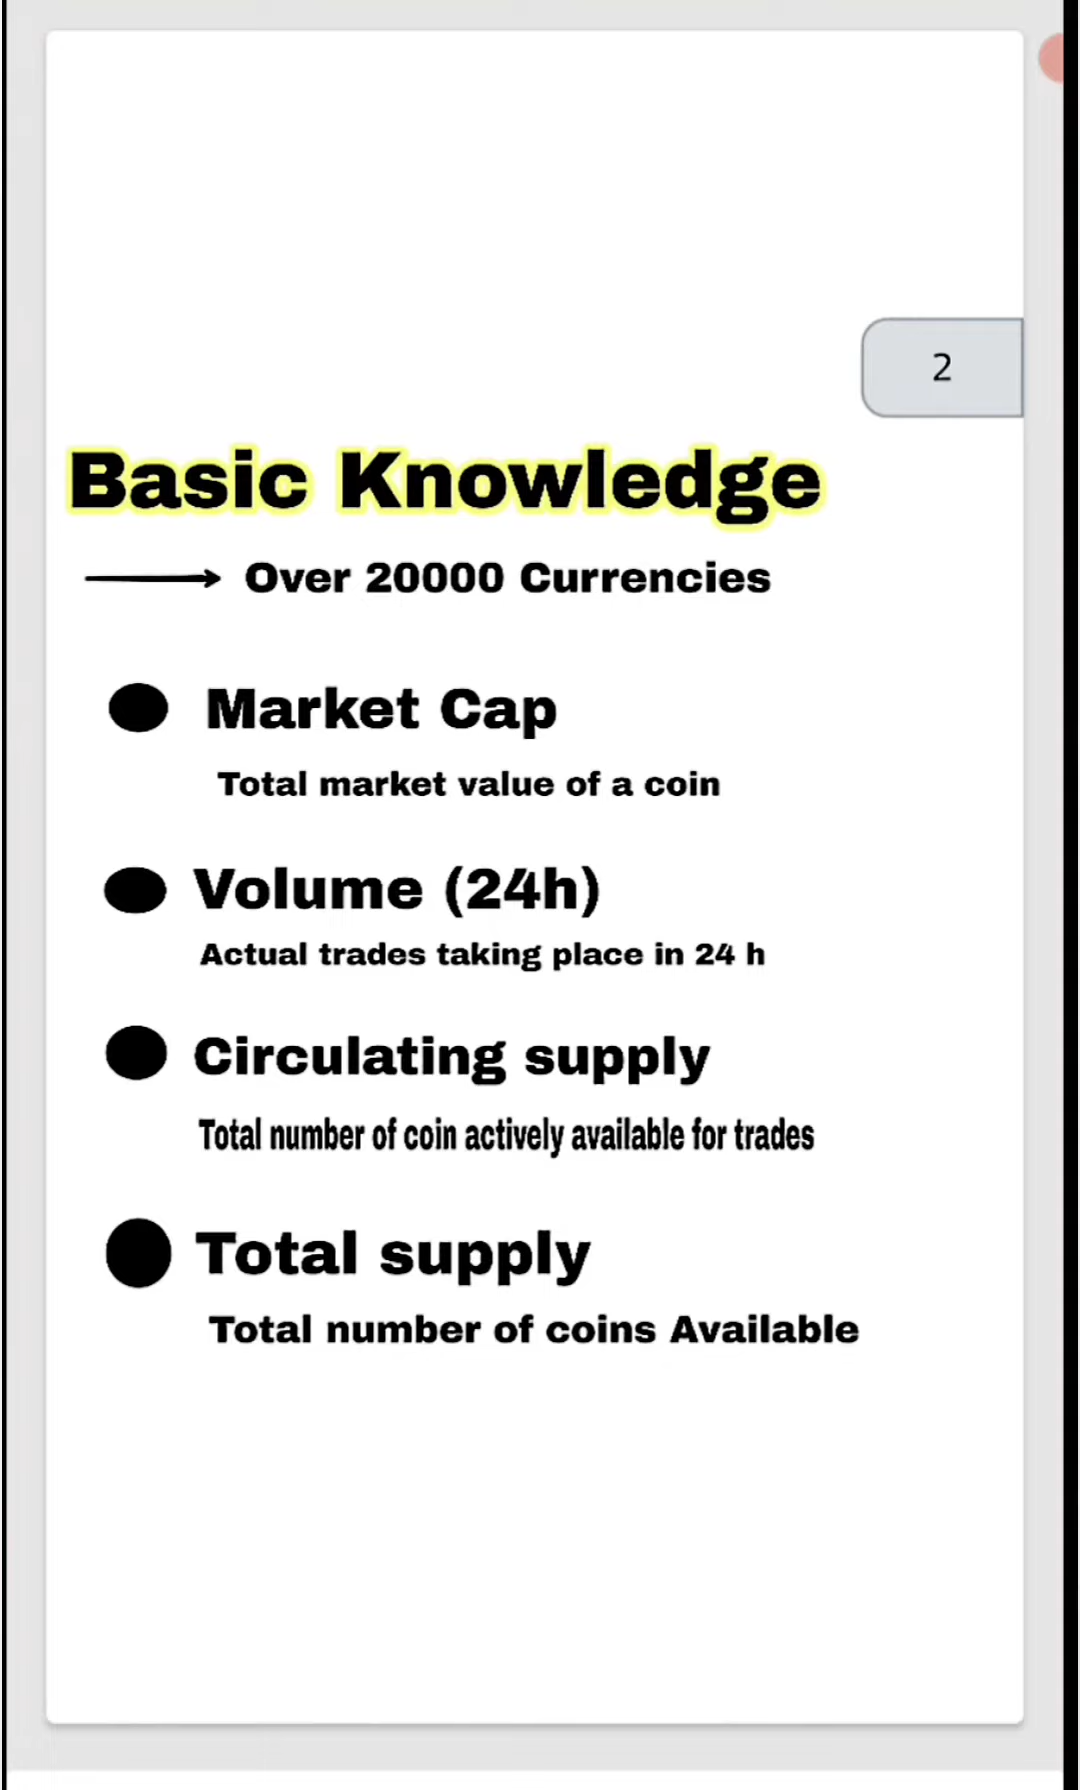 2
Basic Knowledge
Over 20000 Currencies
Market Cap
Total market value of a coin
Volume (24h)
Actual trades taking place in 24 h
Circulating supply
Total number of coin actively available for trades
Total supply
Total number of coins Available